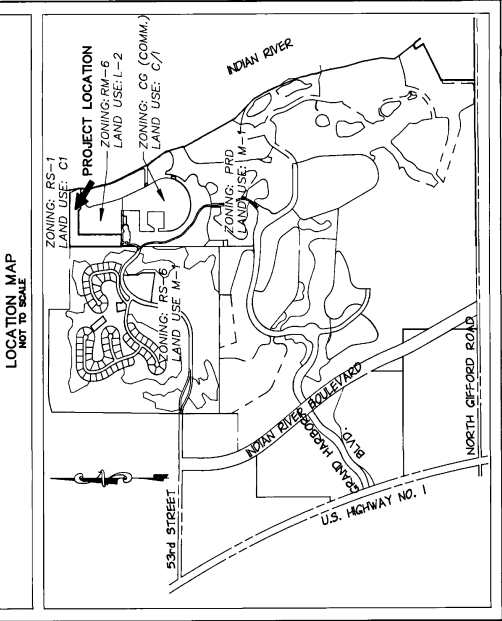 LOCATION MAP
NOT TO SCALE
ZONING: RS-1
LAND USE: C1
PROJECT LOCATION
ZONING: RM-6
LAND USE: L-2
ZONING: CG (COMM.)
LAND USE: C/1
INDIAN RIVER
ZONING: RS-6
LAND USE M-1
ZONING: PRD
LAND USE: M-1
53rd STREET
INDIAN RIVER BOULEVARD
GRAND HARBOR
BLVD.
U.S. HIGHWAY NO. 1
NORTH GIFFORD ROAD